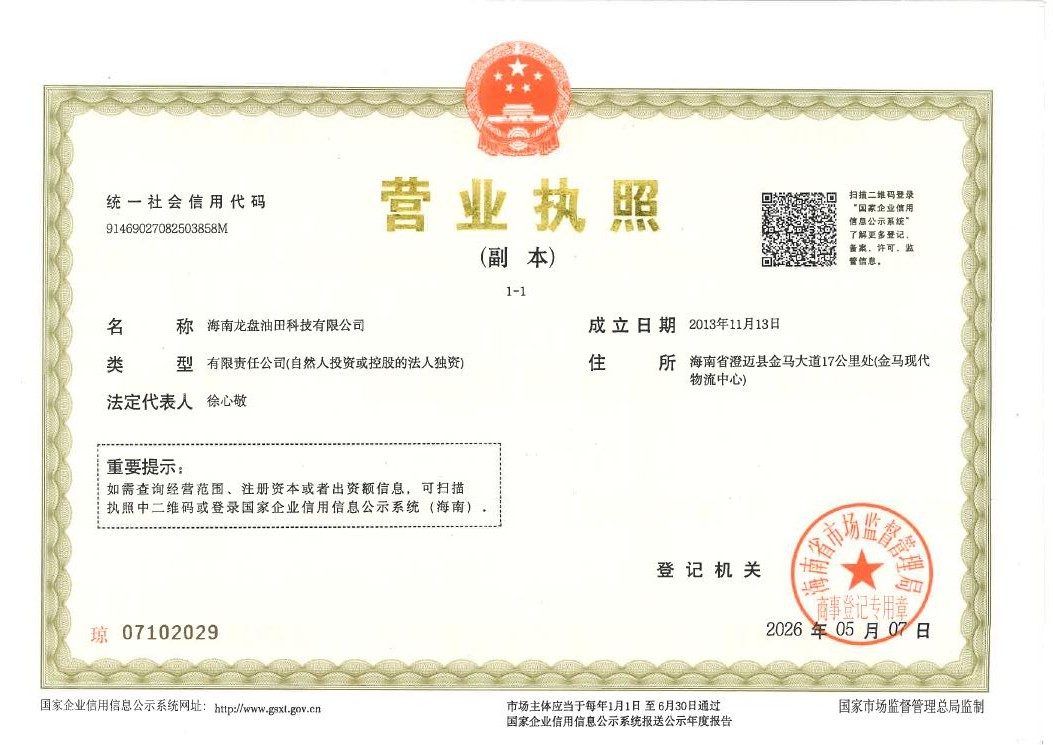 统一社会信用代码
91469027082503858M
营业执照
(副 本)
1-1
扫描二维码登录
“国家企业信用
信息公示系统”
了解更多登记、
备案、许可、监
管信息。
名 称 海南龙盘油田科技有限公司
类 型 有限责任公司(自然人投资或控股的法人独资)
法定代表人 徐心敬
成立日期 2013年11月13日
住 所 海南省澄迈县金马大道17公里处(金马现代
物流中心)
重要提示：
如需查询经营范围、注册资本或者出资额信息，可扫描
执照中二维码或登录国家企业信用信息公示系统（海南）.
登记机关
海南省市场监督管理局
商事登记专用章
2026 年 05 月 07 日
琼 07102029
国家企业信用信息公示系统网址： http://www.gsxt.gov.cn
市场主体应当于每年1月1日 至 6月30日通过
国家企业信用信息公示系统报送公示年度报告
国家市场监督管理总局监制